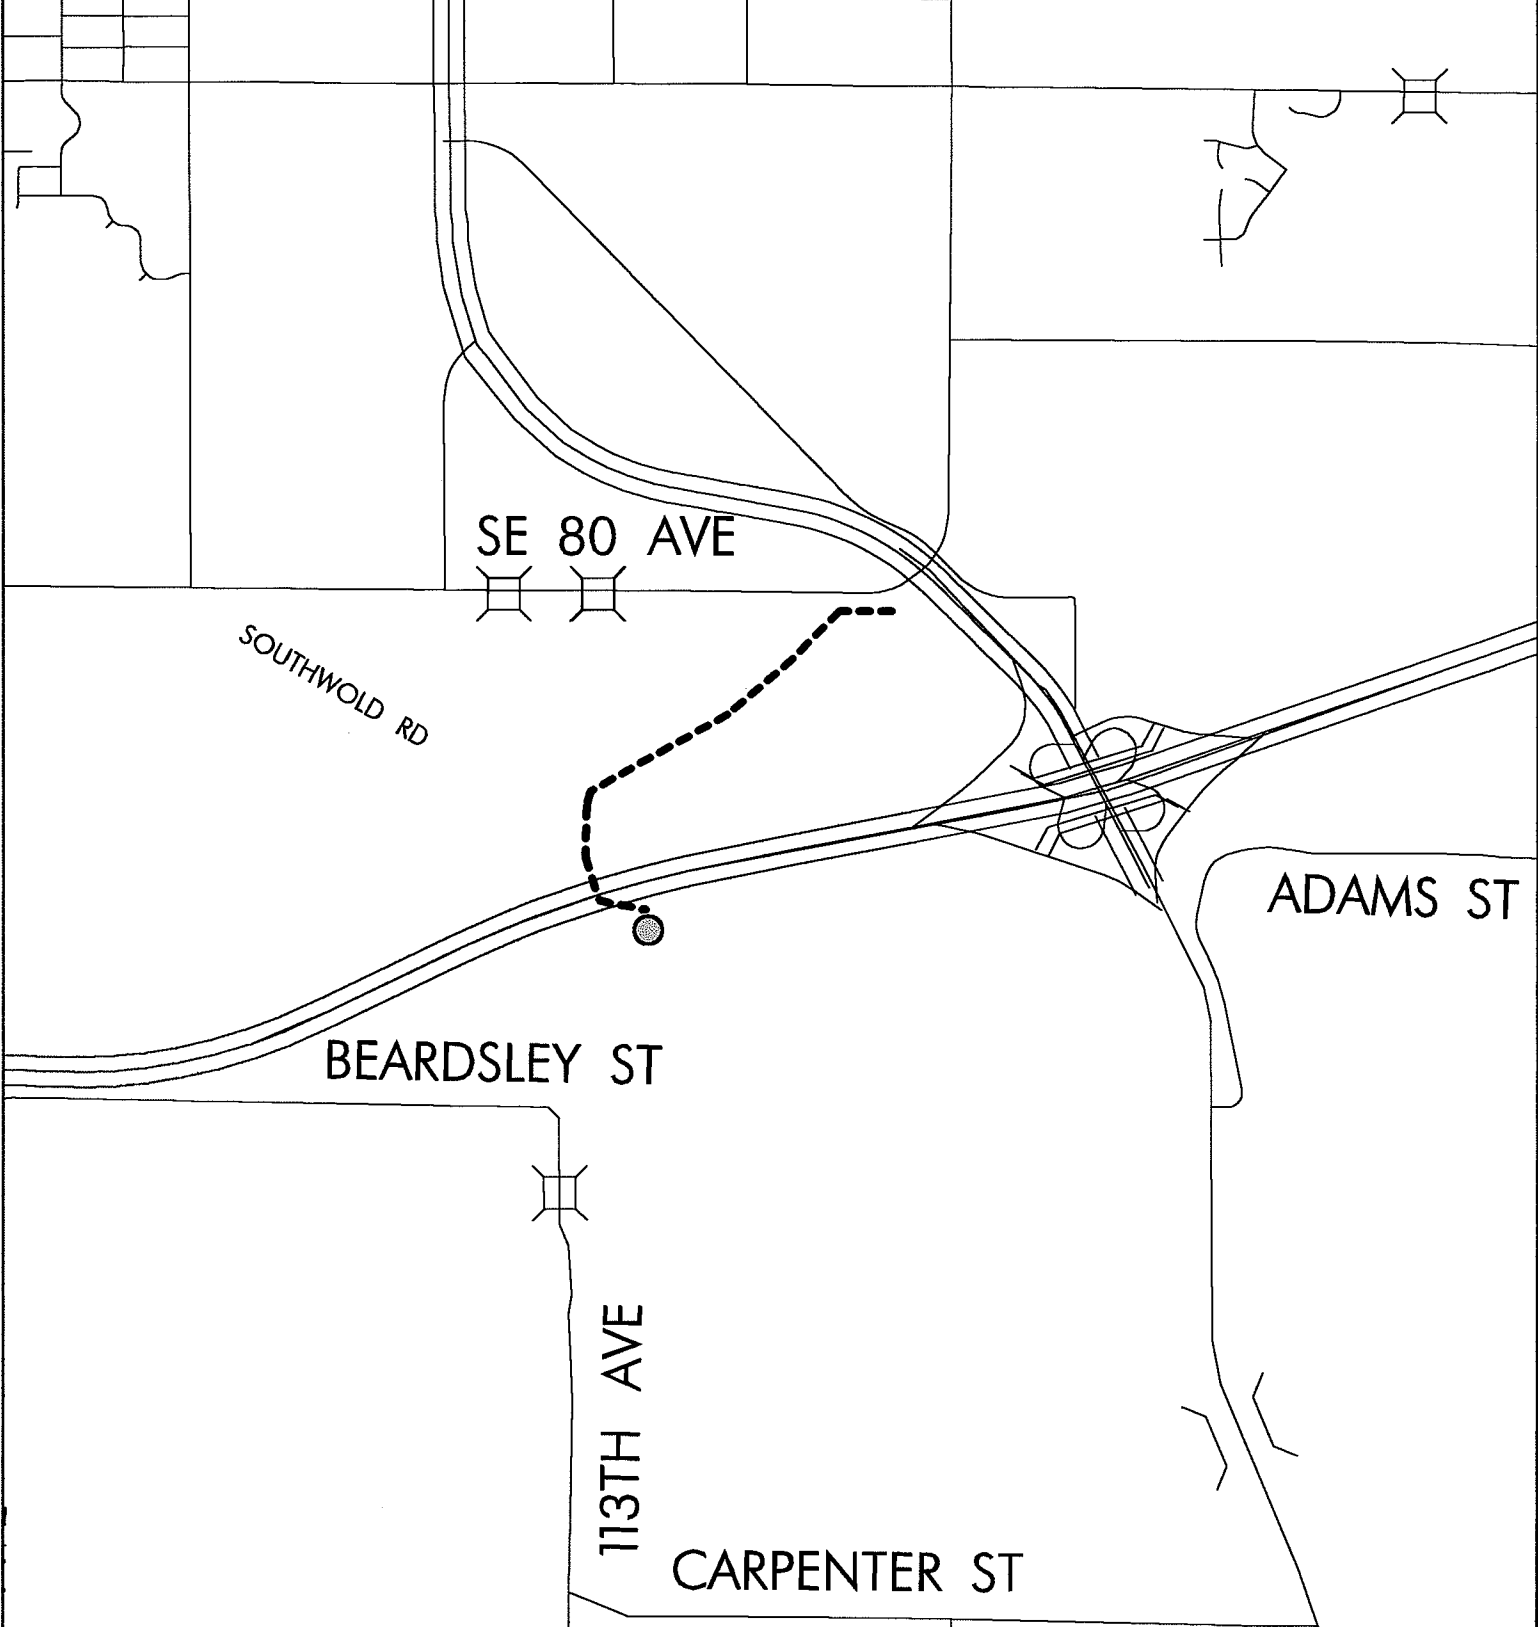 SE 80 AVE
SOUTHWOLD RD
ADAMS ST
BEARDSLEY ST
113TH AVE
CARPENTER ST